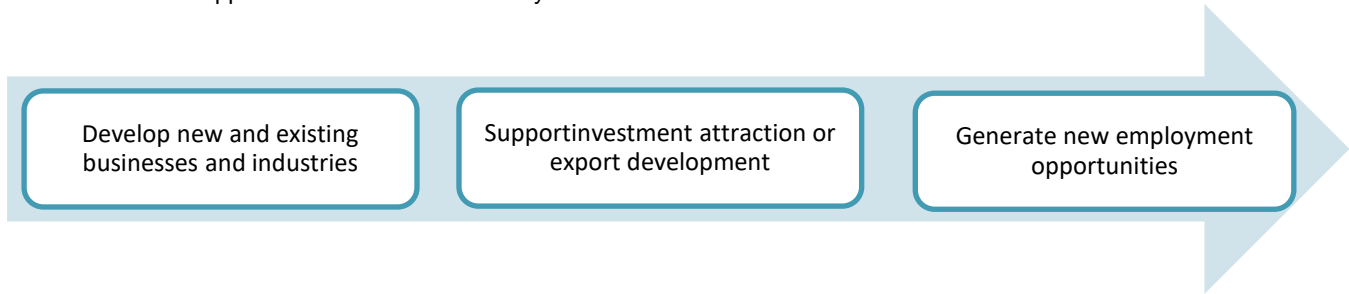 Develop new and existing
businesses and industries
Supportinvestment attraction or
export development
Generate new employment
opportunities